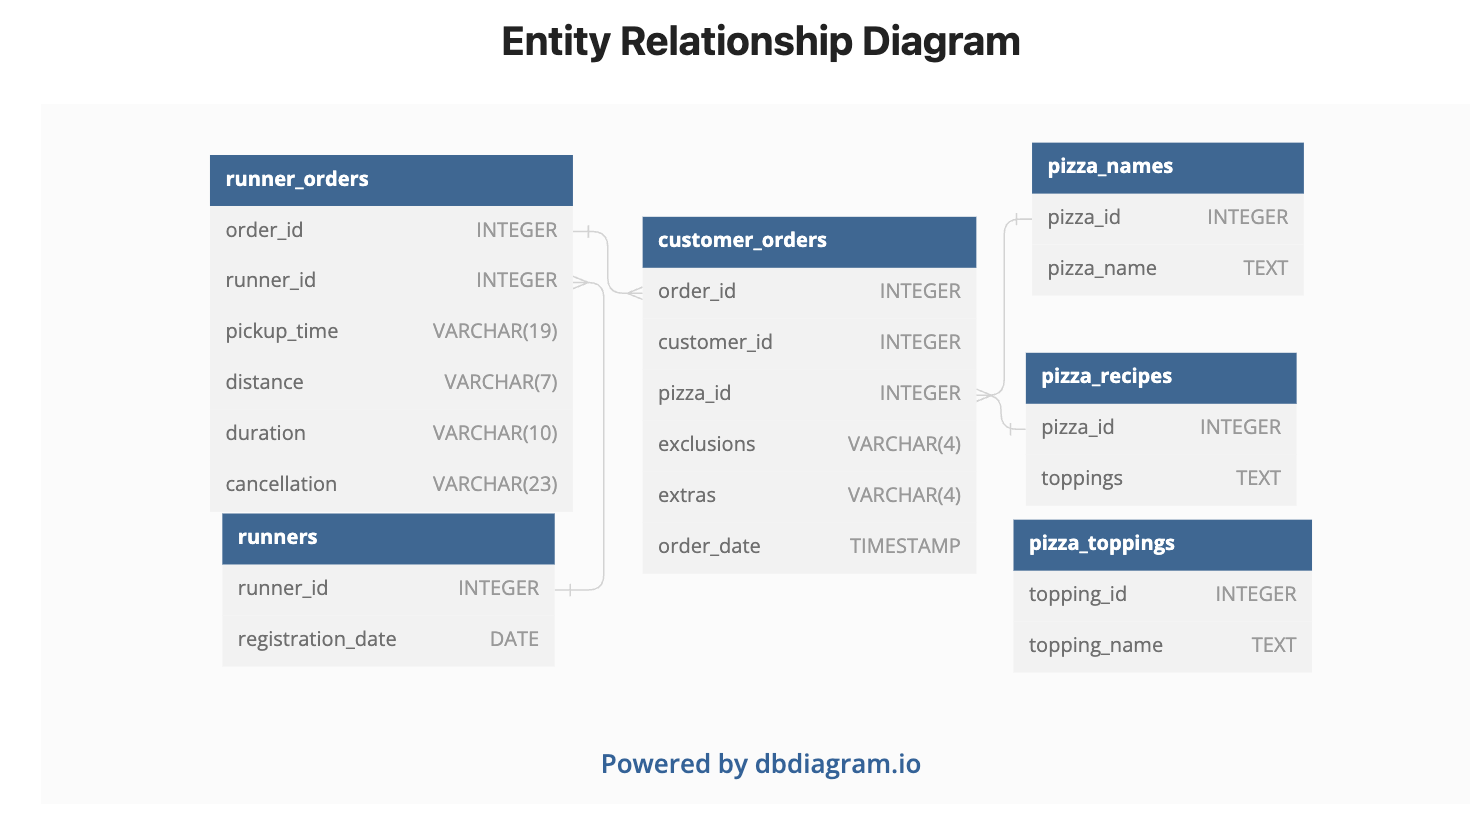 Entity Relationship Diagram
runner_orders
order_id INTEGER
runner_id INTEGER
pickup_time VARCHAR(19)
distance VARCHAR(7)
duration VARCHAR(10)
cancellation VARCHAR(23)
runners
runner_id INTEGER
registration_date DATE
customer_orders
order_id INTEGER
customer_id INTEGER
pizza_id INTEGER
exclusions VARCHAR(4)
extras VARCHAR(4)
order_date TIMESTAMP
pizza_names
pizza_id INTEGER
pizza_name TEXT
pizza_recipes
pizza_id INTEGER
toppings TEXT
pizza_toppings
topping_id INTEGER
topping_name TEXT
Powered by dbdiagram.io